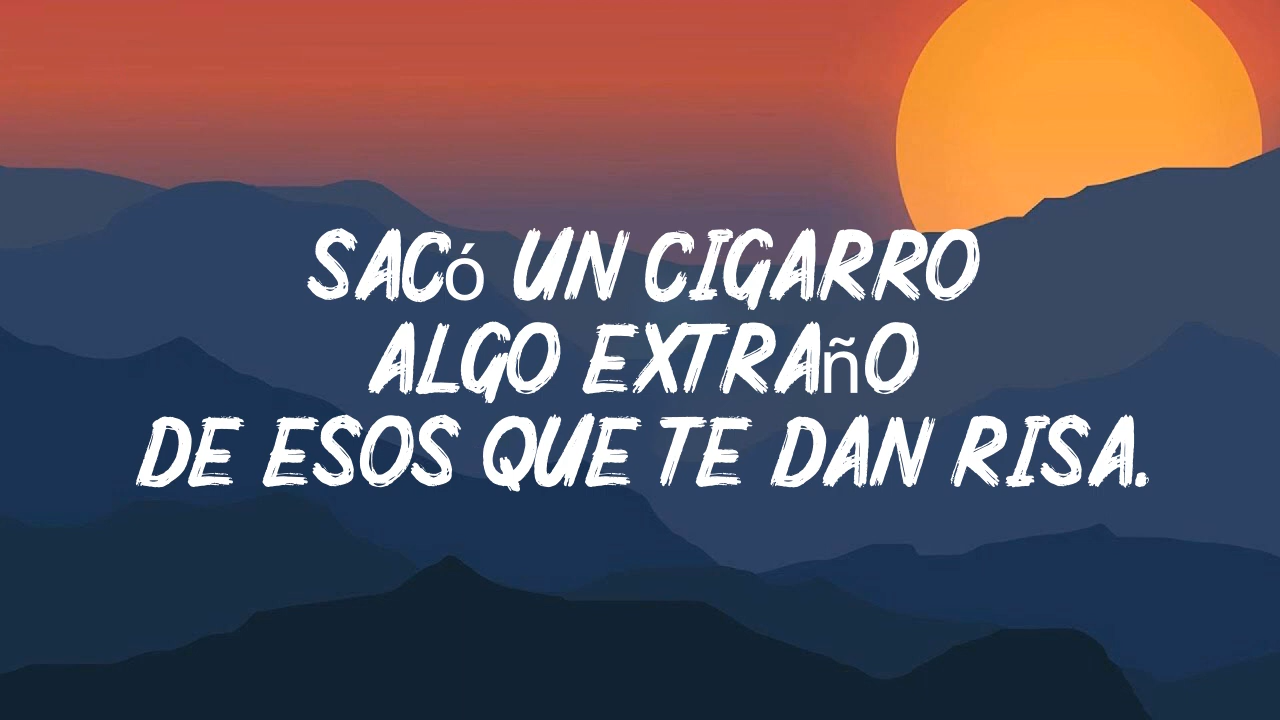 SACó UN CIGARRO
ALGO EXTRAñO
DE ESOS QUE TE DAN RISA.